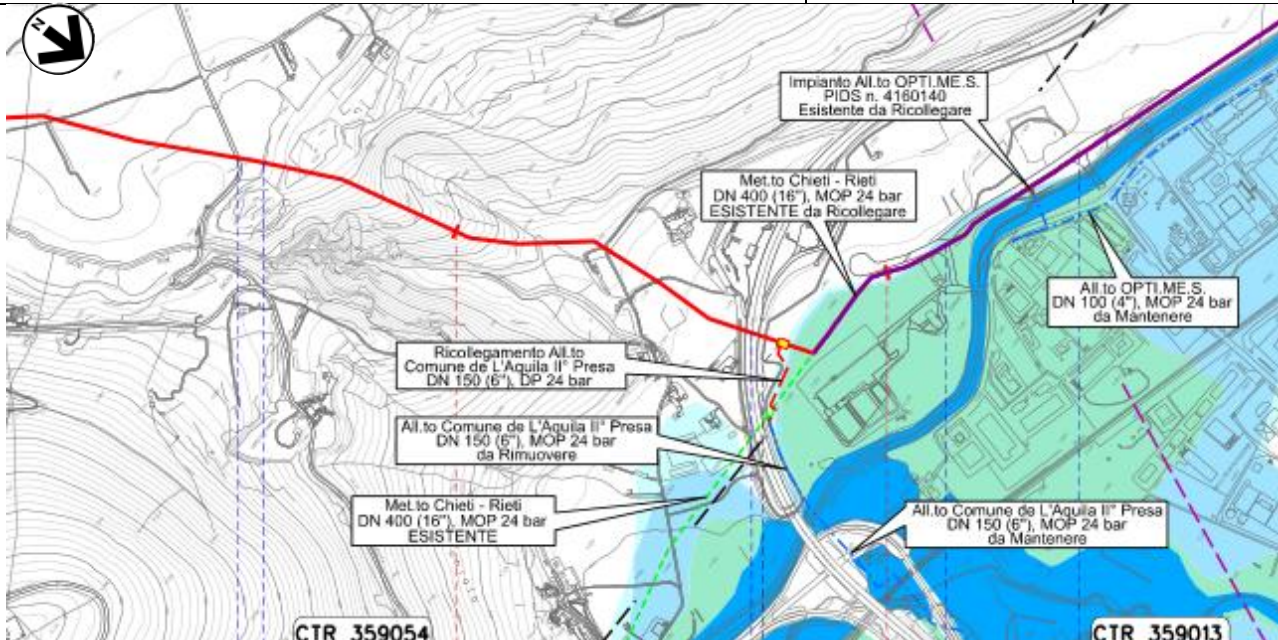 N
Impianto All.to OPTI.ME.S.
PIDS n. 4160140
Esistente da Ricollegare
Met.to Chieti - Rieti
DN 400 (16"), MOP 24 bar
ESISTENTE da Ricollegare
All.to OPTI.ME.S.
DN 100 (4"), MOP 24 bar
da Mantenere
Ricollegamento All.to
Comune de L'Aquila II° Presa
DN 150 (6"), DP 24 bar
All.to Comune de L'Aquila II° Presa
DN 150 (6"), MOP 24 bar
da Rimuovere
Met.to Chieti - Rieti
DN 400 (16"), MOP 24 bar
ESISTENTE
All.to Comune de L'Aquila II° Presa
DN 150 (6"), MOP 24 bar
da Mantenere
CTR 359054
CTR 359013